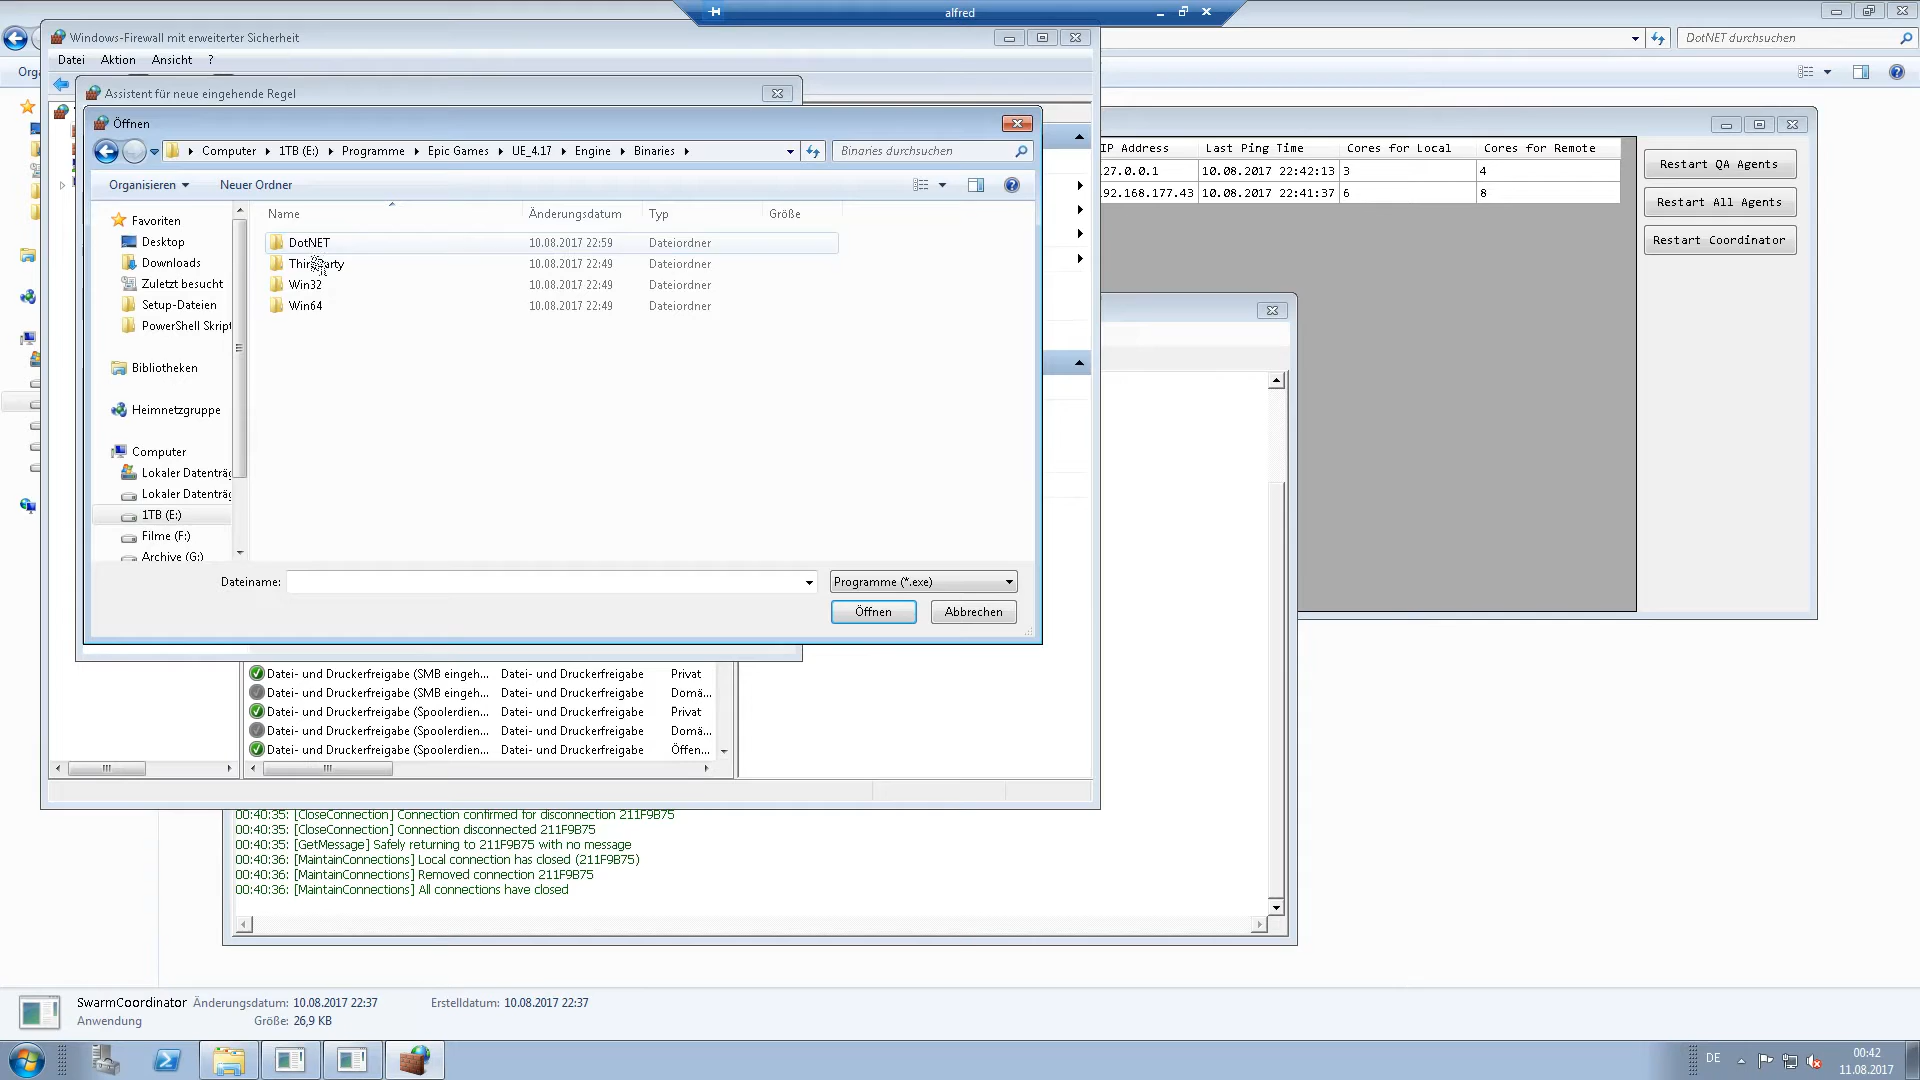 alfred
Windows-Firewall mit erweiterter Sicherheit
DotNET durchsuchen
Datei Aktion Ansicht ?
Orga
Assistent für neue eingehende Regel
Öffnen
Computer 1TB (E:) Programme Epic Games UE_4.17 Engine Binaries
Binaries durchsuchen
Organisieren Neuer Ordner
Name Änderungsdatum Typ Größe
DotNET 10.08.2017 22:59 Dateiordner
ThirdParty 10.08.2017 22:49 Dateiordner
Win32 10.08.2017 22:49 Dateiordner
Win64 10.08.2017 22:49 Dateiordner
Favoriten
Desktop
Downloads
Zuletzt besucht
Setup-Dateien
PowerShell Skript
Bibliotheken
Heimnetzgruppe
Computer
Lokaler Datenträg
Lokaler Datenträg
1TB (E:)
Filme (F:)
Archive (G:)
Dateiname:
Programme (*.exe)
Öffnen Abbrechen
IP Address Last Ping Time Cores for Local Cores for Remote
27.0.0.1 10.08.2017 22:42:13 3 4
92.168.177.43 10.08.2017 22:41:37 6 8
Restart QA Agents
Restart All Agents
Restart Coordinator
Datei- und Druckerfreigabe (SMB eingeh... Datei- und Druckerfreigabe Privat
Datei- und Druckerfreigabe (SMB eingeh... Datei- und Druckerfreigabe Domä...
Datei- und Druckerfreigabe (Spoolerdien... Datei- und Druckerfreigabe Privat
Datei- und Druckerfreigabe (Spoolerdien... Datei- und Druckerfreigabe Domä...
Datei- und Druckerfreigabe (Spoolerdien... Datei- und Druckerfreigabe Öffen...
00:40:35: [CloseConnection] Connection confirmed for disconnection 211F9B75
00:40:35: [CloseConnection] Connection disconnected 211F9B75
00:40:35: [GetMessage] Safely returning to 211F9B75 with no message
00:40:36: [MaintainConnections] Local connection has closed (211F9B75)
00:40:36: [MaintainConnections] Removed connection 211F9B75
00:40:36: [MaintainConnections] All connections have closed
SwarmCoordinator Änderungsdatum: 10.08.2017 22:37 Erstelldatum: 10.08.2017 22:37
Anwendung Größe: 26,9 KB
DE
00:42
11.08.2017